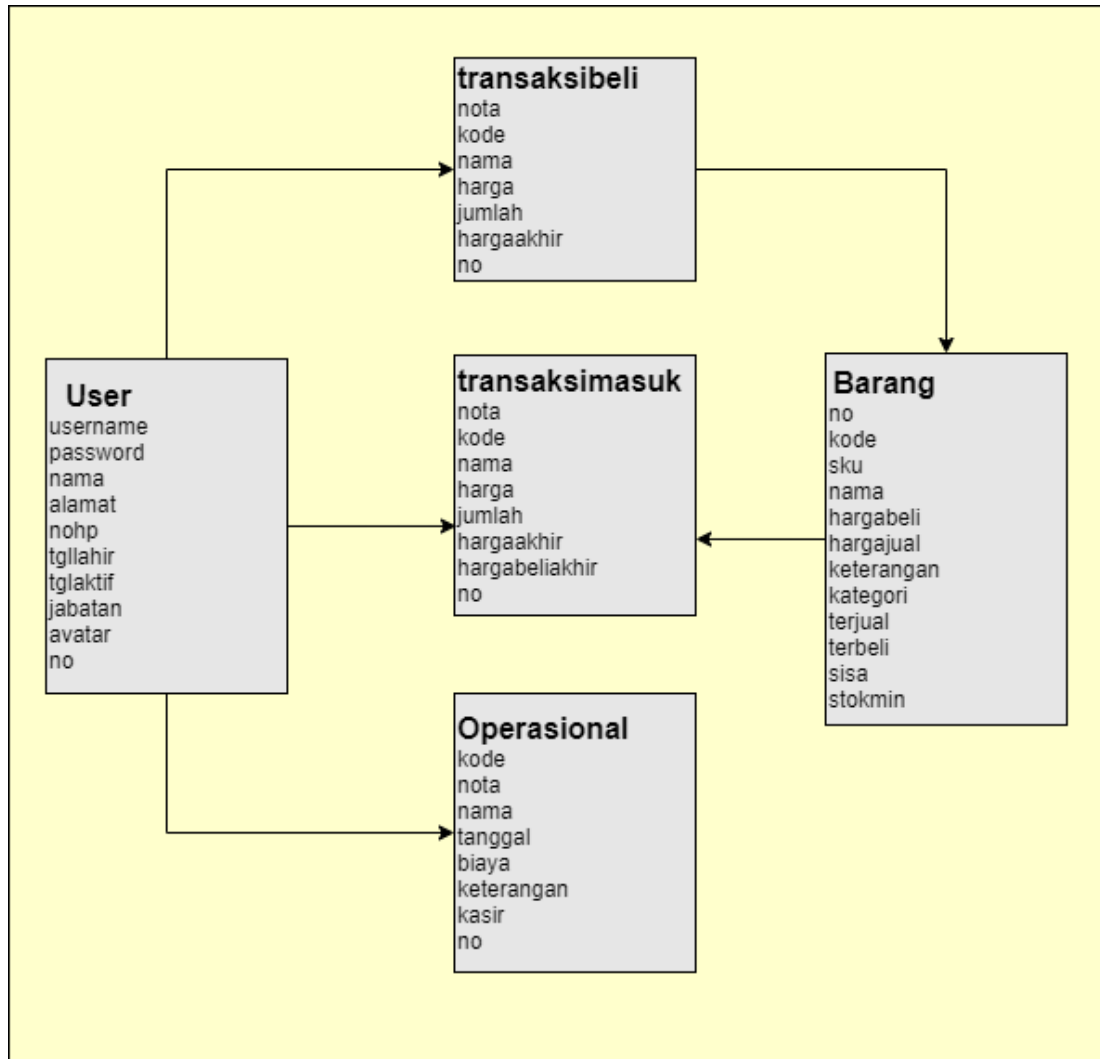 transaksibeli
nota
kode
nama
harga
jumlah
hargaakhir
no
User
username
password
nama
alamat
nohp
tgllahir
tglaktif
jabatan
avatar
no
transaksimasuk
nota
kode
nama
harga
jumlah
hargaakhir
hargabeliakhir
no
Barang
no
kode
sku
nama
hargabeli
hargajual
keterangan
kategori
terjual
terbeli
sisa
stokmin
Operasional
kode
nota
nama
tanggal
biaya
keterangan
kasir
no